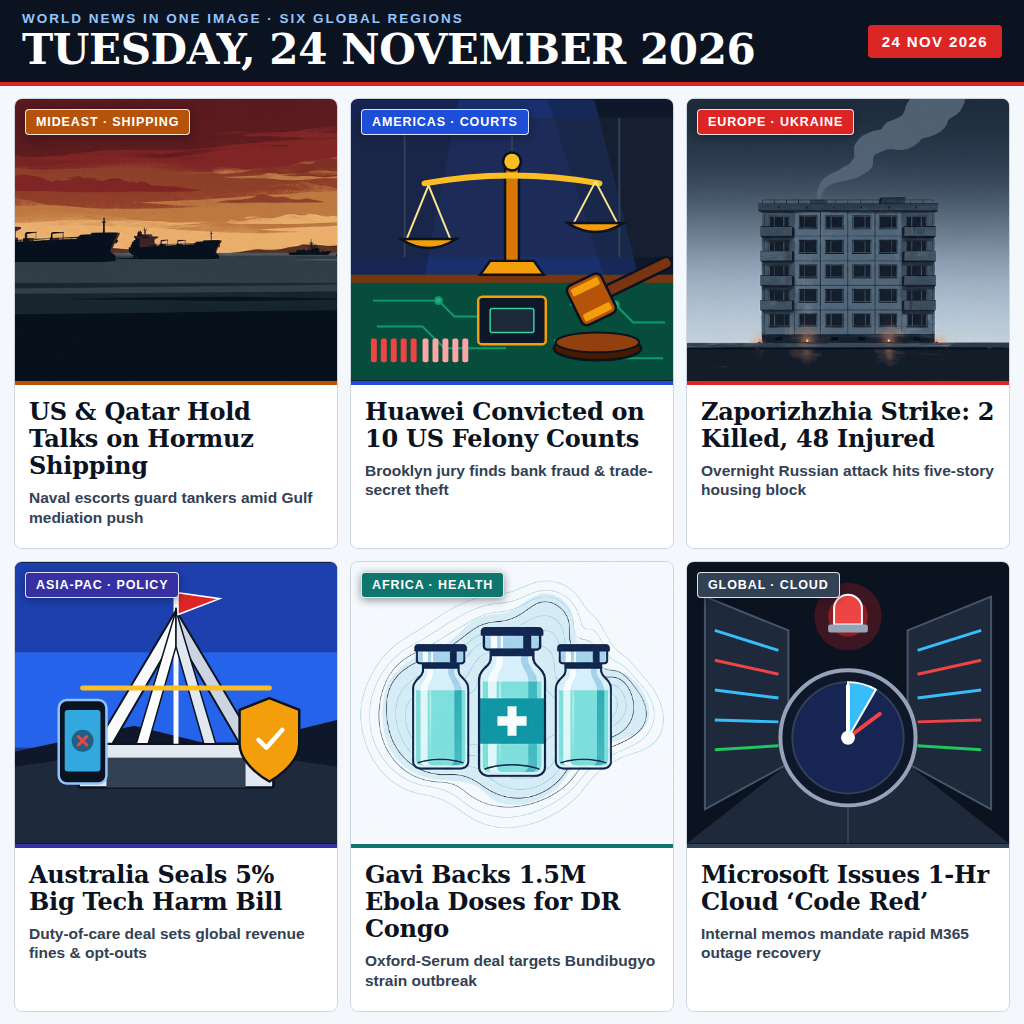 WORLD NEWS IN ONE IMAGE · SIX GLOBAL REGIONS
TUESDAY, 24 NOVEMBER 2026
24 NOV 2026
MIDEAST · SHIPPING
US & Qatar Hold
Talks on Hormuz
Shipping
Naval escorts guard tankers amid Gulf
mediation push
AMERICAS · COURTS
Huawei Convicted on
10 US Felony Counts
Brooklyn jury finds bank fraud & trade-
secret theft
EUROPE · UKRAINE
Zaporizhzhia Strike: 2
Killed, 48 Injured
Overnight Russian attack hits five-story
housing block
ASIA-PAC · POLICY
Australia Seals 5%
Big Tech Harm Bill
Duty-of-care deal sets global revenue
fines & opt-outs
AFRICA · HEALTH
Gavi Backs 1.5M
Ebola Doses for DR
Congo
Oxford-Serum deal targets Bundibugyo
strain outbreak
GLOBAL · CLOUD
Microsoft Issues 1-Hr
Cloud ‘Code Red’
Internal memos mandate rapid M365
outage recovery